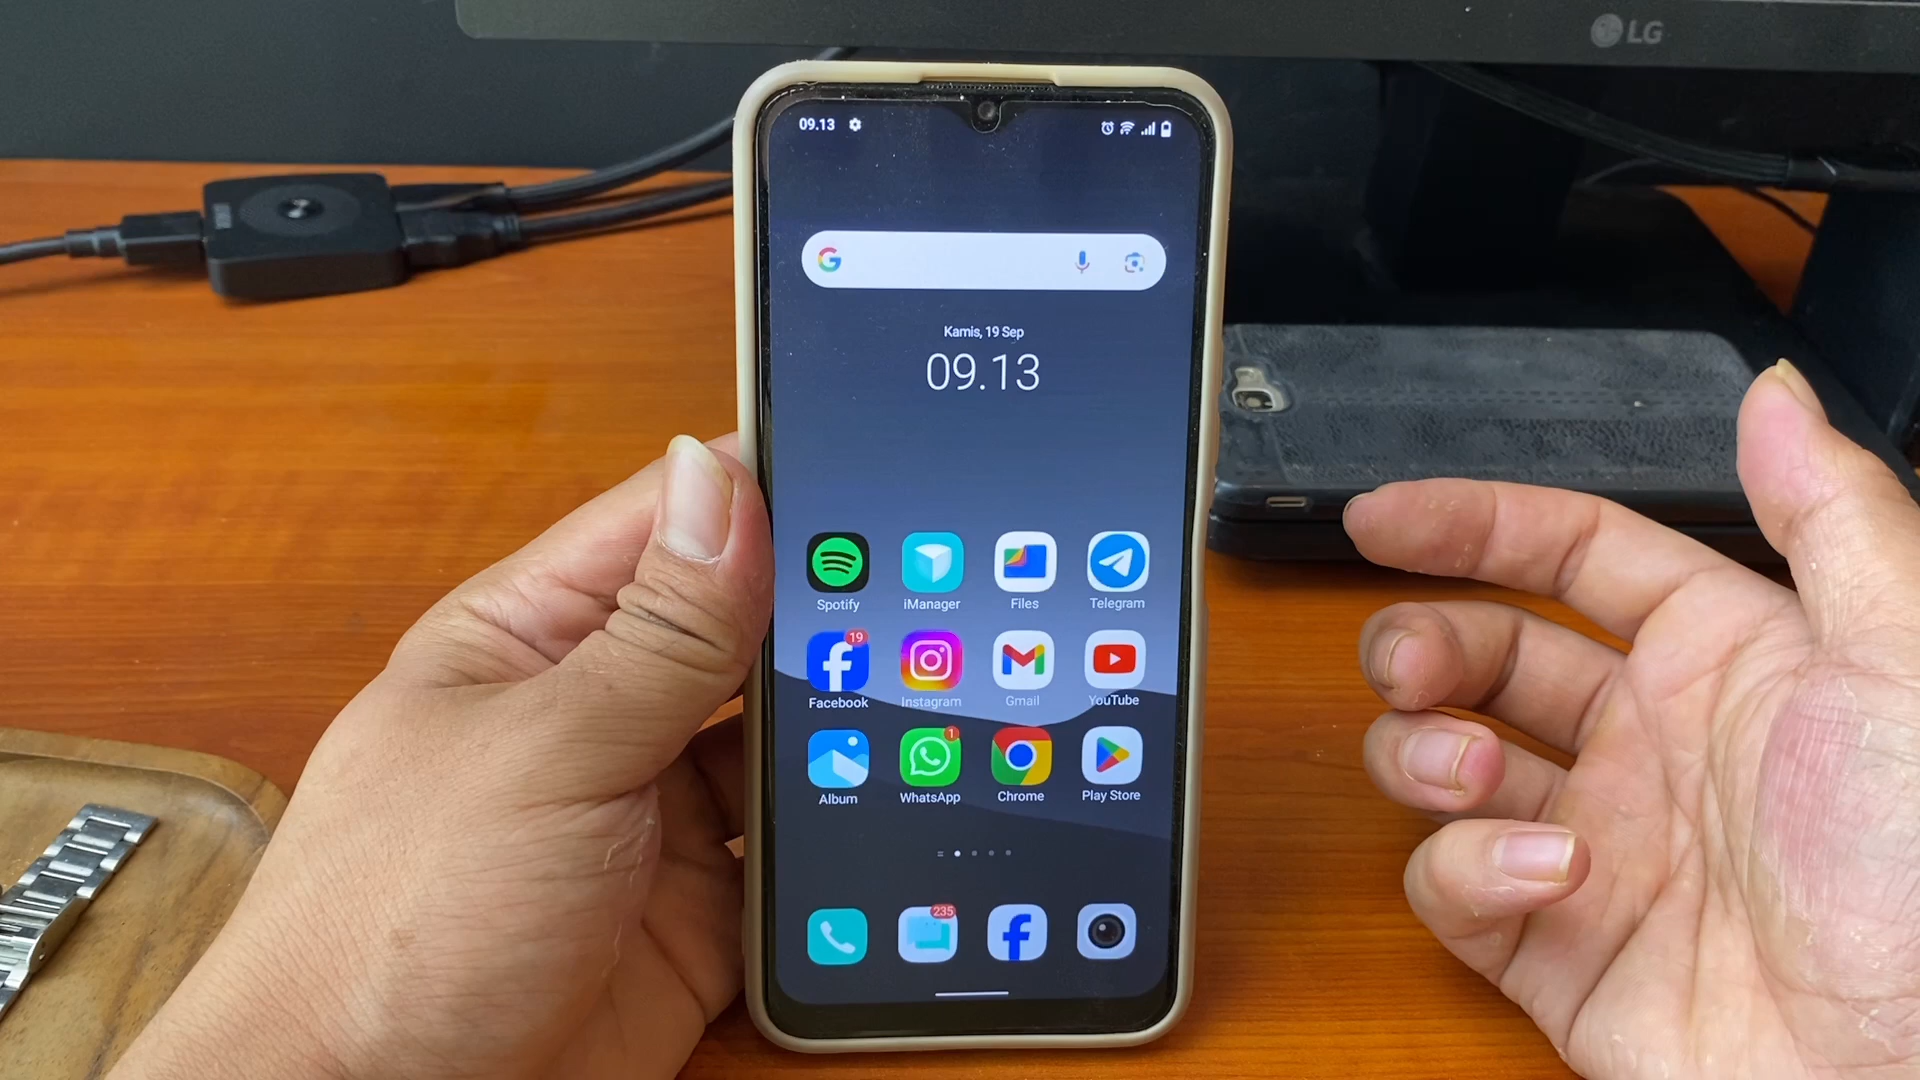 LG
09.13
G
Kamis, 19 Sep
09.13
Spotify
iManager
Files
Telegram
19
Facebook
Instagram
Gmail
YouTube
1
Album
WhatsApp
Chrome
Play Store
235